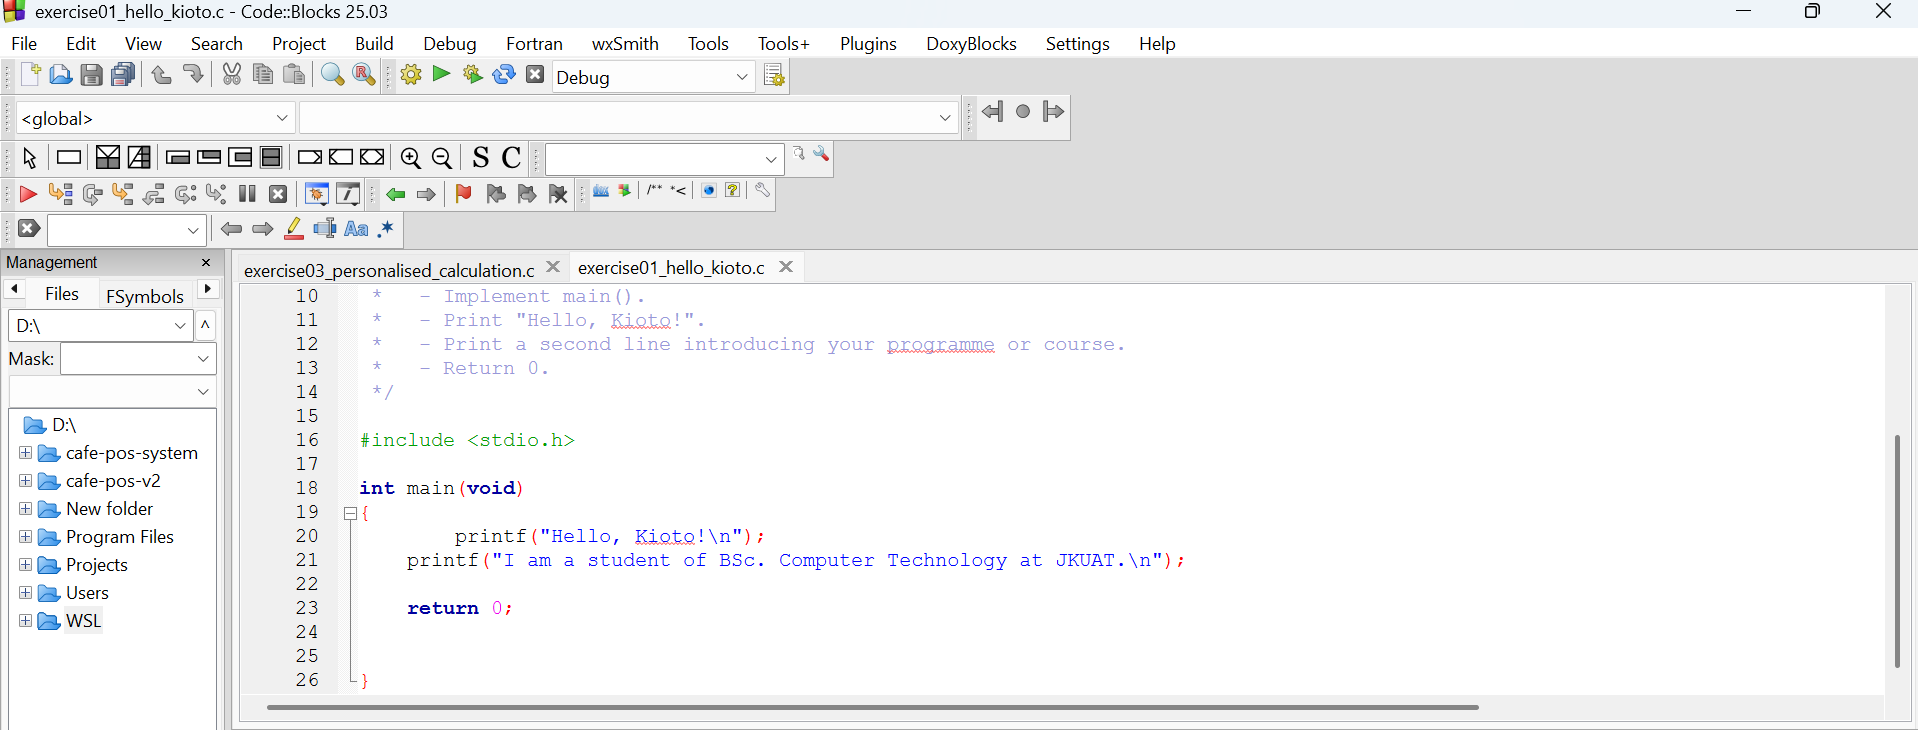 exercise01_hello_kioto.c - Code::Blocks 25.03
File Edit View Search Project Build Debug Fortran wxSmith Tools Tools+ Plugins DoxyBlocks Settings Help
Debug
<global>
S C
/** *<
Aa .*
Management
exercise03_personalised_calculation.c exercise01_hello_kioto.c
Files FSymbols
D:\
Mask:
D:\
cafe-pos-system
cafe-pos-v2
New folder
Program Files
Projects
Users
WSL
10 * - Implement main().
11 * - Print "Hello, Kioto!".
12 * - Print a second line introducing your programme or course.
13 * - Return 0.
14 */
15
16 #include <stdio.h>
17
18 int main(void)
19 {
20 printf("Hello, Kioto!\n");
21 printf("I am a student of BSc. Computer Technology at JKUAT.\n");
22
23 return 0;
24
25
26 }